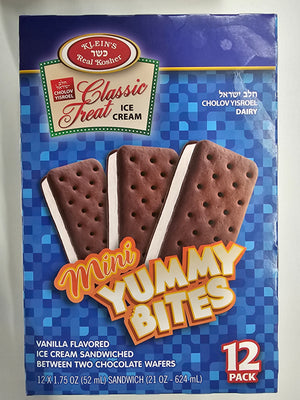 KLEIN'S
כשר
Real Kosher
חלב
ישראל
CHOLOV
YISROEL
Classic
Treat ICE
CREAM
חלב ישראל
CHOLOV YISROEL
DAIRY
Mini
YUMMY
BITES
VANILLA FLAVORED
ICE CREAM SANDWICHED
BETWEEN TWO CHOCOLATE WAFERS
12 X 1.75 OZ (52 mL) SANDWICH (21 OZ - 624 mL)
12
PACK